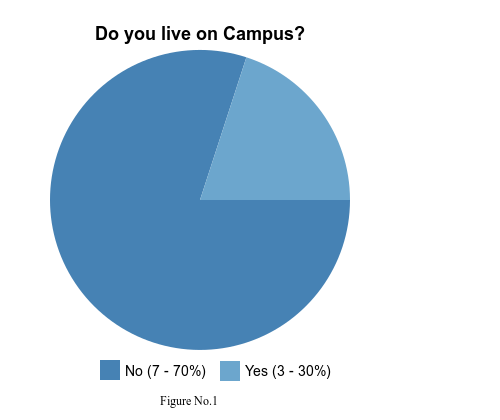 Do you live on Campus?
No (7 - 70%) Yes (3 - 30%)
Figure No.1